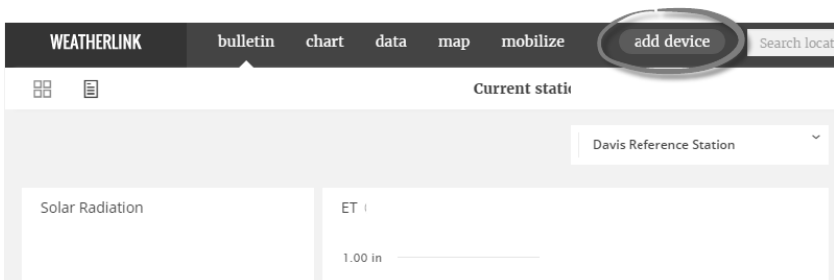 WEATHERLINK bulletin chart data map mobilize add device Search locat
Current static
Davis Reference Station
Solar Radiation ET
1.00 in